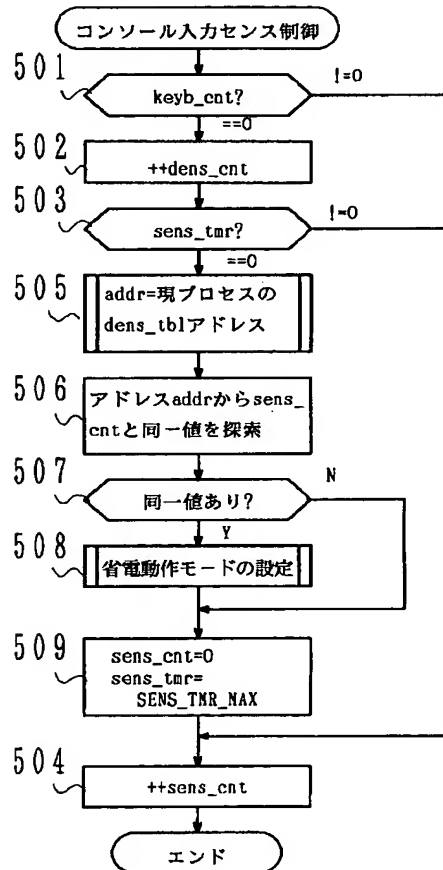 コンソール入力センス制御
501
keyb_cnt?
!=0
==0
502
++dens_cnt
503
sens_tmr?
!=0
==0
505
addr=現プロセスの
dens_tblアドレス
506
アドレスaddrからsens_
cntと同一値を探索
507
同一値あり?
N
Y
508
省電動作モードの設定
509
sens_cnt=0
sens_tmr=
SENS_TMR_MAX
504
++sens_cnt
エンド